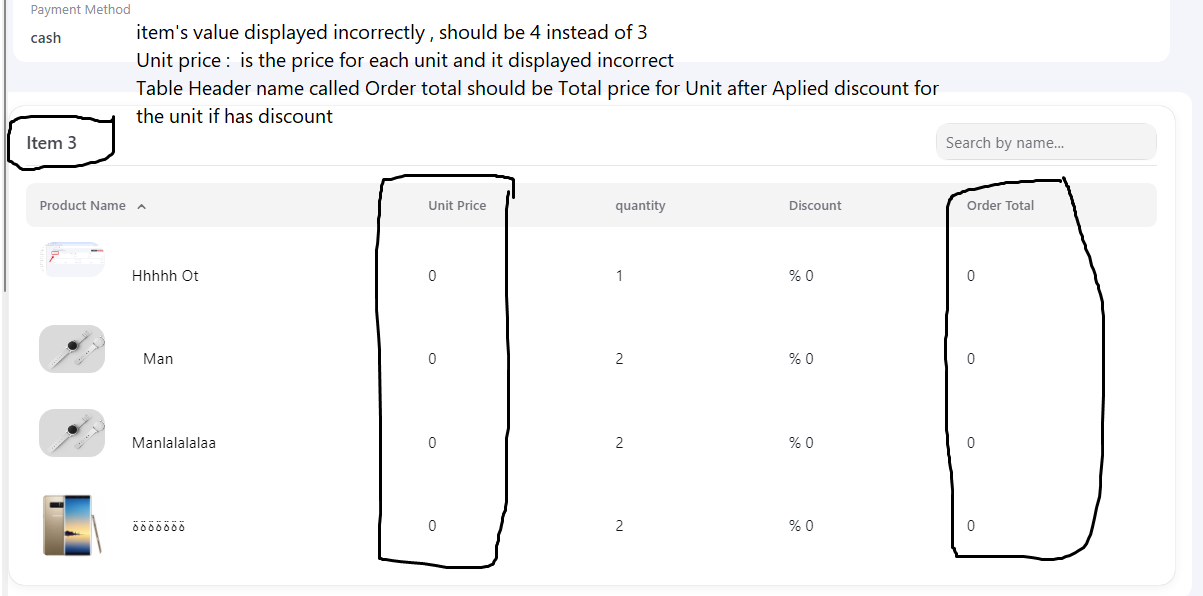 Payment Method
cash
item's value displayed incorrectly , should be 4 instead of 3
Unit price :  is the price for each unit and it displayed incorrect
Table Header name called Order total should be Total price for Unit after Aplied discount for
the unit if has discount
Item 3
Search by name...
Product Name Unit Price quantity Discount Order Total
Hhhhh Ot 0 1 % 0 0
Man 0 2 % 0 0
Manlalalalaa 0 2 % 0 0
öööööö 0 2 % 0 0